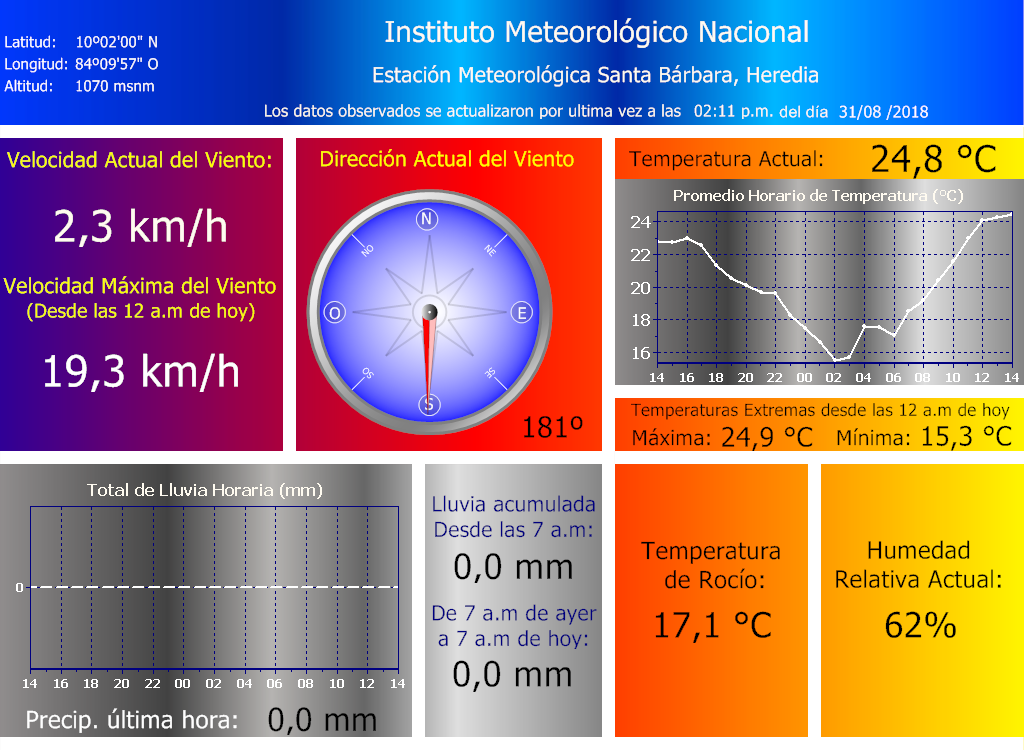 Instituto Meteorológico Nacional
Latitud: 10º02'00" N
Longitud: 84º09'57" O
Altitud: 1070 msnm
Estación Meteorológica Santa Bárbara, Heredia
Los datos observados se actualizaron por ultima vez a las 02:11 p.m. del día 31/08 /2018
Velocidad Actual del Viento:
2,3 km/h
Velocidad Máxima del Viento
(Desde las 12 a.m de hoy)
19,3 km/h
Dirección Actual del Viento
N
NO
NE
O
E
SO
SE
S
181º
Temperatura Actual: 24,8 °C
Promedio Horario de Temperatura (°C)
24
22
20
18
16
14 16 18 20 22 00 02 04 06 08 10 12 14
Temperaturas Extremas desde las 12 a.m de hoy
Máxima: 24,9 °C Mínima: 15,3 °C
Total de Lluvia Horaria (mm)
0
14 16 18 20 22 00 02 04 06 08 10 12 14
Precip. última hora: 0,0 mm
Lluvia acumulada
Desde las 7 a.m:
0,0 mm
De 7 a.m de ayer
a 7 a.m de hoy:
0,0 mm
Temperatura
de Rocío:
17,1 °C
Humedad
Relativa Actual:
62%